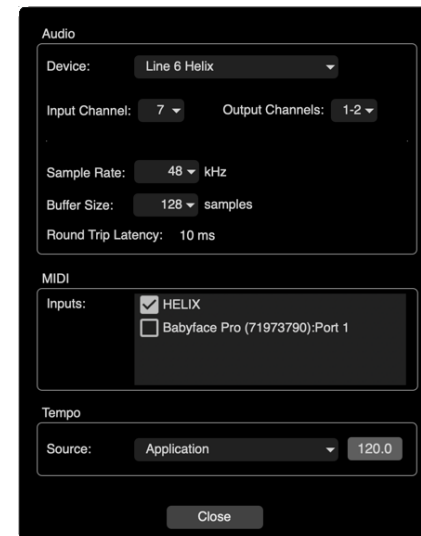 Audio
Device: Line 6 Helix
Input Channel: 7 Output Channels: 1-2
Sample Rate: 48 kHz
Buffer Size: 128 samples
Round Trip Latency: 10 ms
MIDI
Inputs: HELIX
Babyface Pro (71973790):Port 1
Tempo
Source: Application 120.0
Close